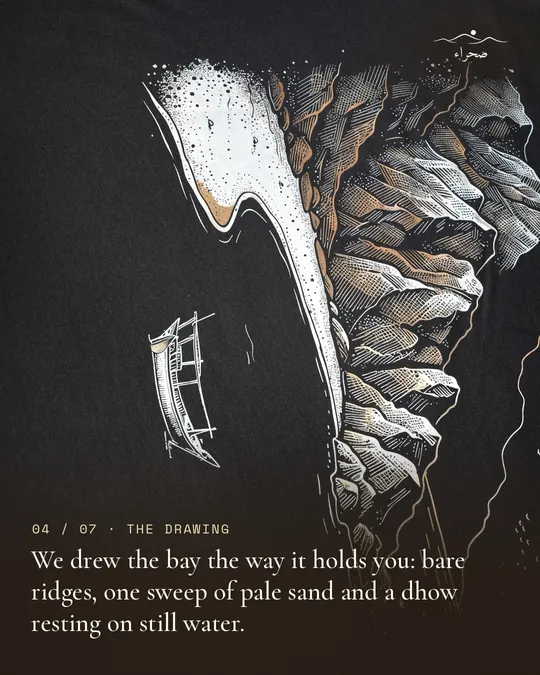 صحراء
04 / 07 · THE DRAWING
We drew the bay the way it holds you: bare
ridges, one sweep of pale sand and a dhow
resting on still water.